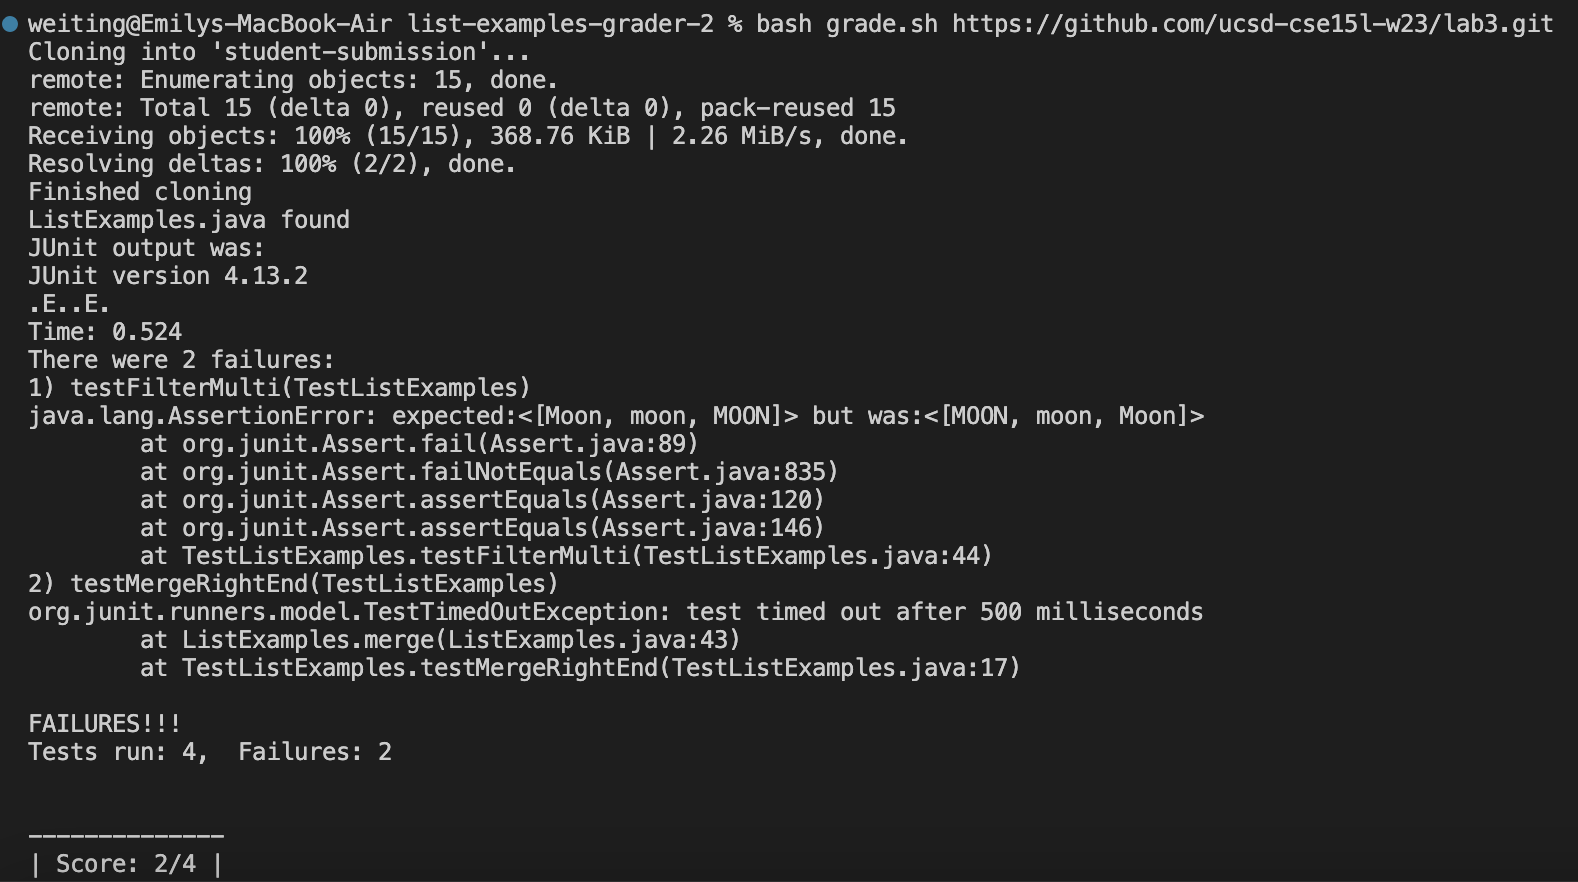 weiting@Emilys-MacBook-Air list-examples-grader-2 % bash grade.sh https://github.com/ucsd-cse15l-w23/lab3.git
Cloning into 'student-submission'...
remote: Enumerating objects: 15, done.
remote: Total 15 (delta 0), reused 0 (delta 0), pack-reused 15
Receiving objects: 100% (15/15), 368.76 KiB | 2.26 MiB/s, done.
Resolving deltas: 100% (2/2), done.
Finished cloning
ListExamples.java found
JUnit output was:
JUnit version 4.13.2
.E..E.
Time: 0.524
There were 2 failures:
1) testFilterMulti(TestListExamples)
java.lang.AssertionError: expected:<[Moon, moon, MOON]> but was:<[MOON, moon, Moon]>
        at org.junit.Assert.fail(Assert.java:89)
        at org.junit.Assert.failNotEquals(Assert.java:835)
        at org.junit.Assert.assertEquals(Assert.java:120)
        at org.junit.Assert.assertEquals(Assert.java:146)
        at TestListExamples.testFilterMulti(TestListExamples.java:44)
2) testMergeRightEnd(TestListExamples)
org.junit.runners.model.TestTimedOutException: test timed out after 500 milliseconds
        at ListExamples.merge(ListExamples.java:43)
        at TestListExamples.testMergeRightEnd(TestListExamples.java:17)

FAILURES!!!
Tests run: 4,  Failures: 2


--------------
| Score: 2/4 |